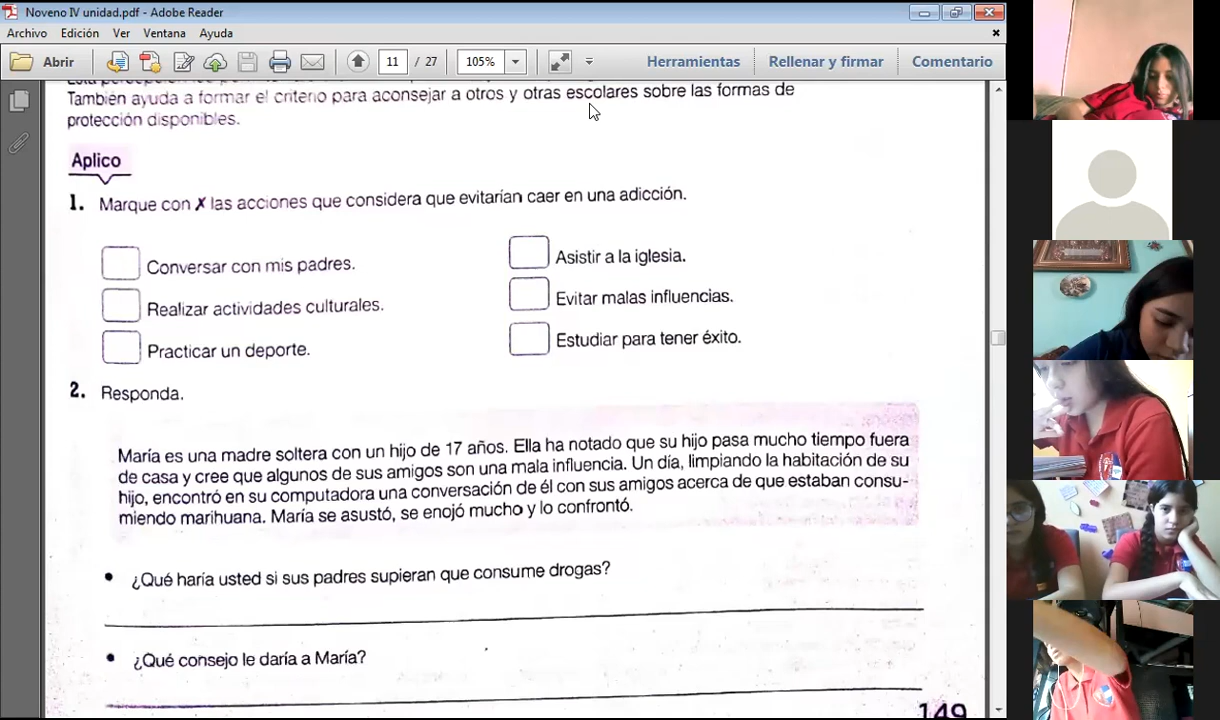 Noveno IV unidad.pdf - Adobe Reader
Archivo Edición Ver Ventana Ayuda
Abrir 11 / 27 105% Herramientas Rellenar y firmar Comentario
También ayuda a formar el criterio para aconsejar a otros y otras escolares sobre las formas de
protección disponibles.
Aplico
1. Marque con ✗ las acciones que considera que evitarían caer en una adicción.
Conversar con mis padres.
Realizar actividades culturales.
Practicar un deporte.
Asistir a la iglesia.
Evitar malas influencias.
Estudiar para tener éxito.
2. Responda.
María es una madre soltera con un hijo de 17 años. Ella ha notado que su hijo pasa mucho tiempo fuera
de casa y cree que algunos de sus amigos son una mala influencia. Un día, limpiando la habitación de su
hijo, encontró en su computadora una conversación de él con sus amigos acerca de que estaban consu-
miendo marihuana. María se asustó, se enojó mucho y lo confrontó.
• ¿Qué haría usted si sus padres supieran que consume drogas?
• ¿Qué consejo le daría a María?
149